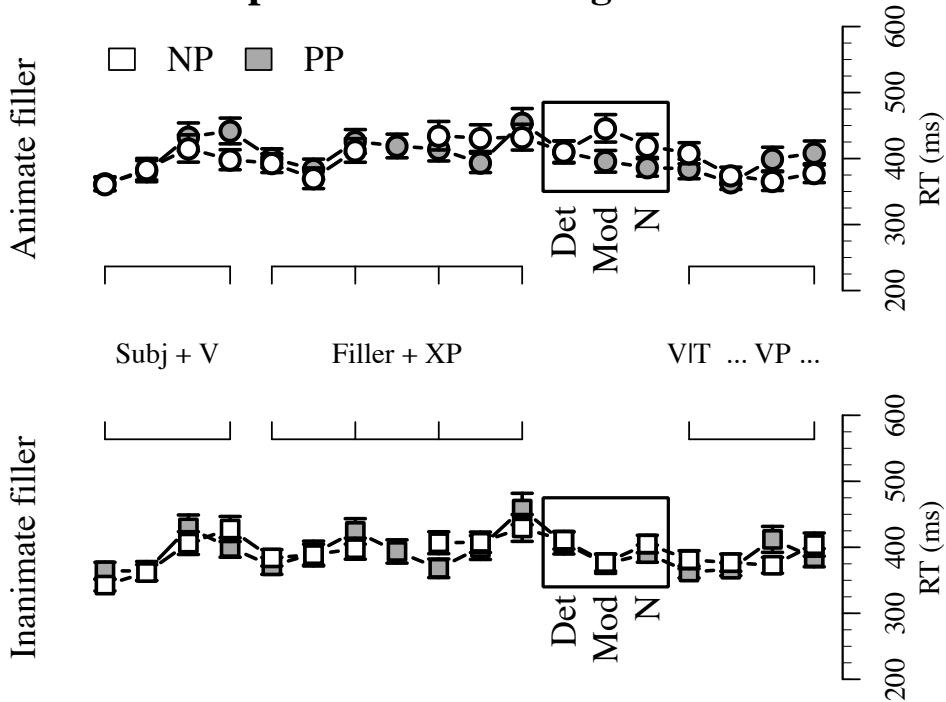 NP PP
Animate filler
600
500
400
300
200
RT (ms)
Det
Mod
N
Subj + V Filler + XP V|T ... VP ...
Inanimate filler
600
500
400
300
200
RT (ms)
Det
Mod
N